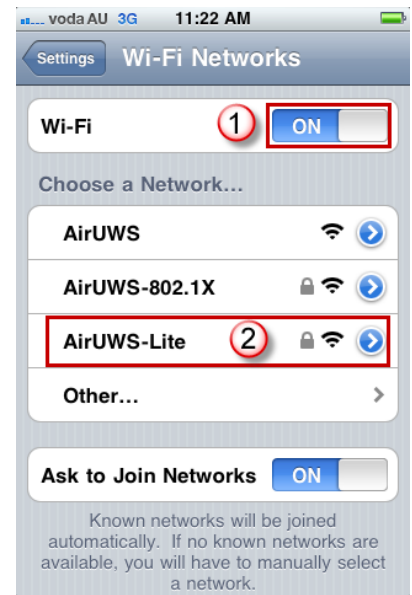 voda AU 3G 11:22 AM
Settings Wi-Fi Networks
Wi-Fi 1 ON
Choose a Network...
AirUWS
AirUWS-802.1X
AirUWS-Lite 2
Other...
Ask to Join Networks ON
Known networks will be joined
automatically. If no known networks are
available, you will have to manually select
a network.